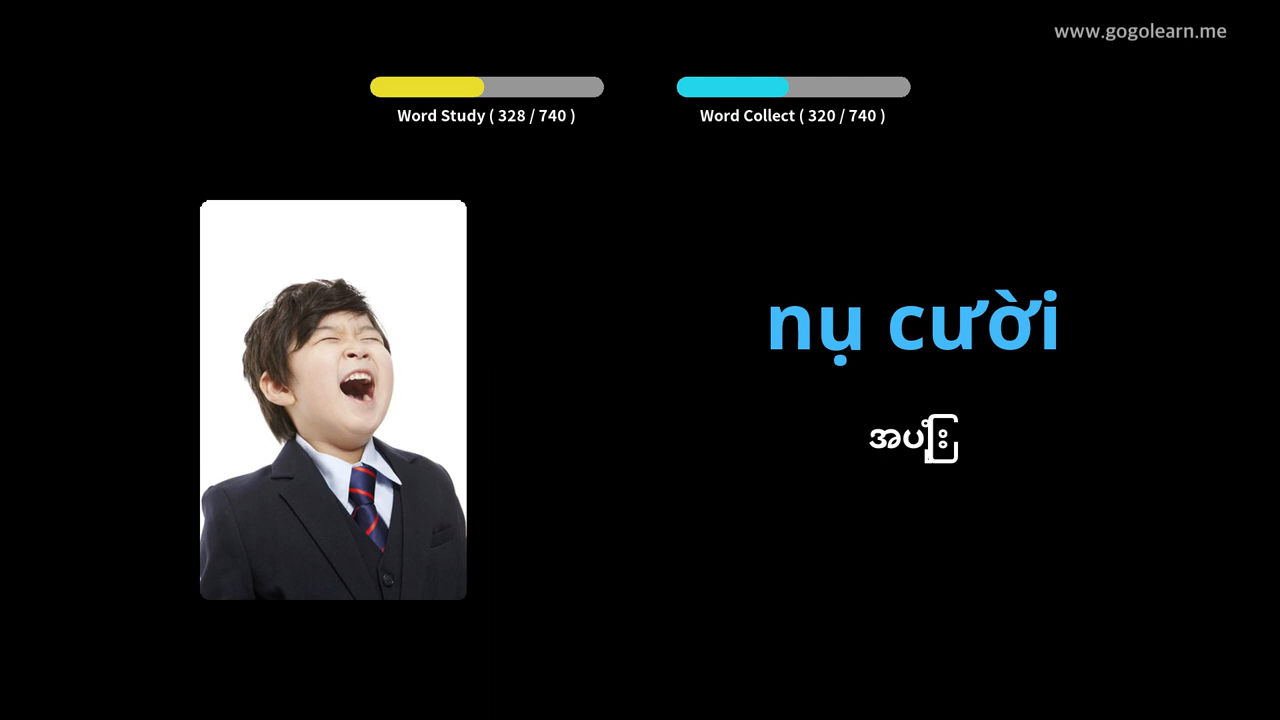 www.gogolearn.me
Word Study ( 328 / 740 )
Word Collect ( 320 / 740 )
nụ cười
အပြုံး